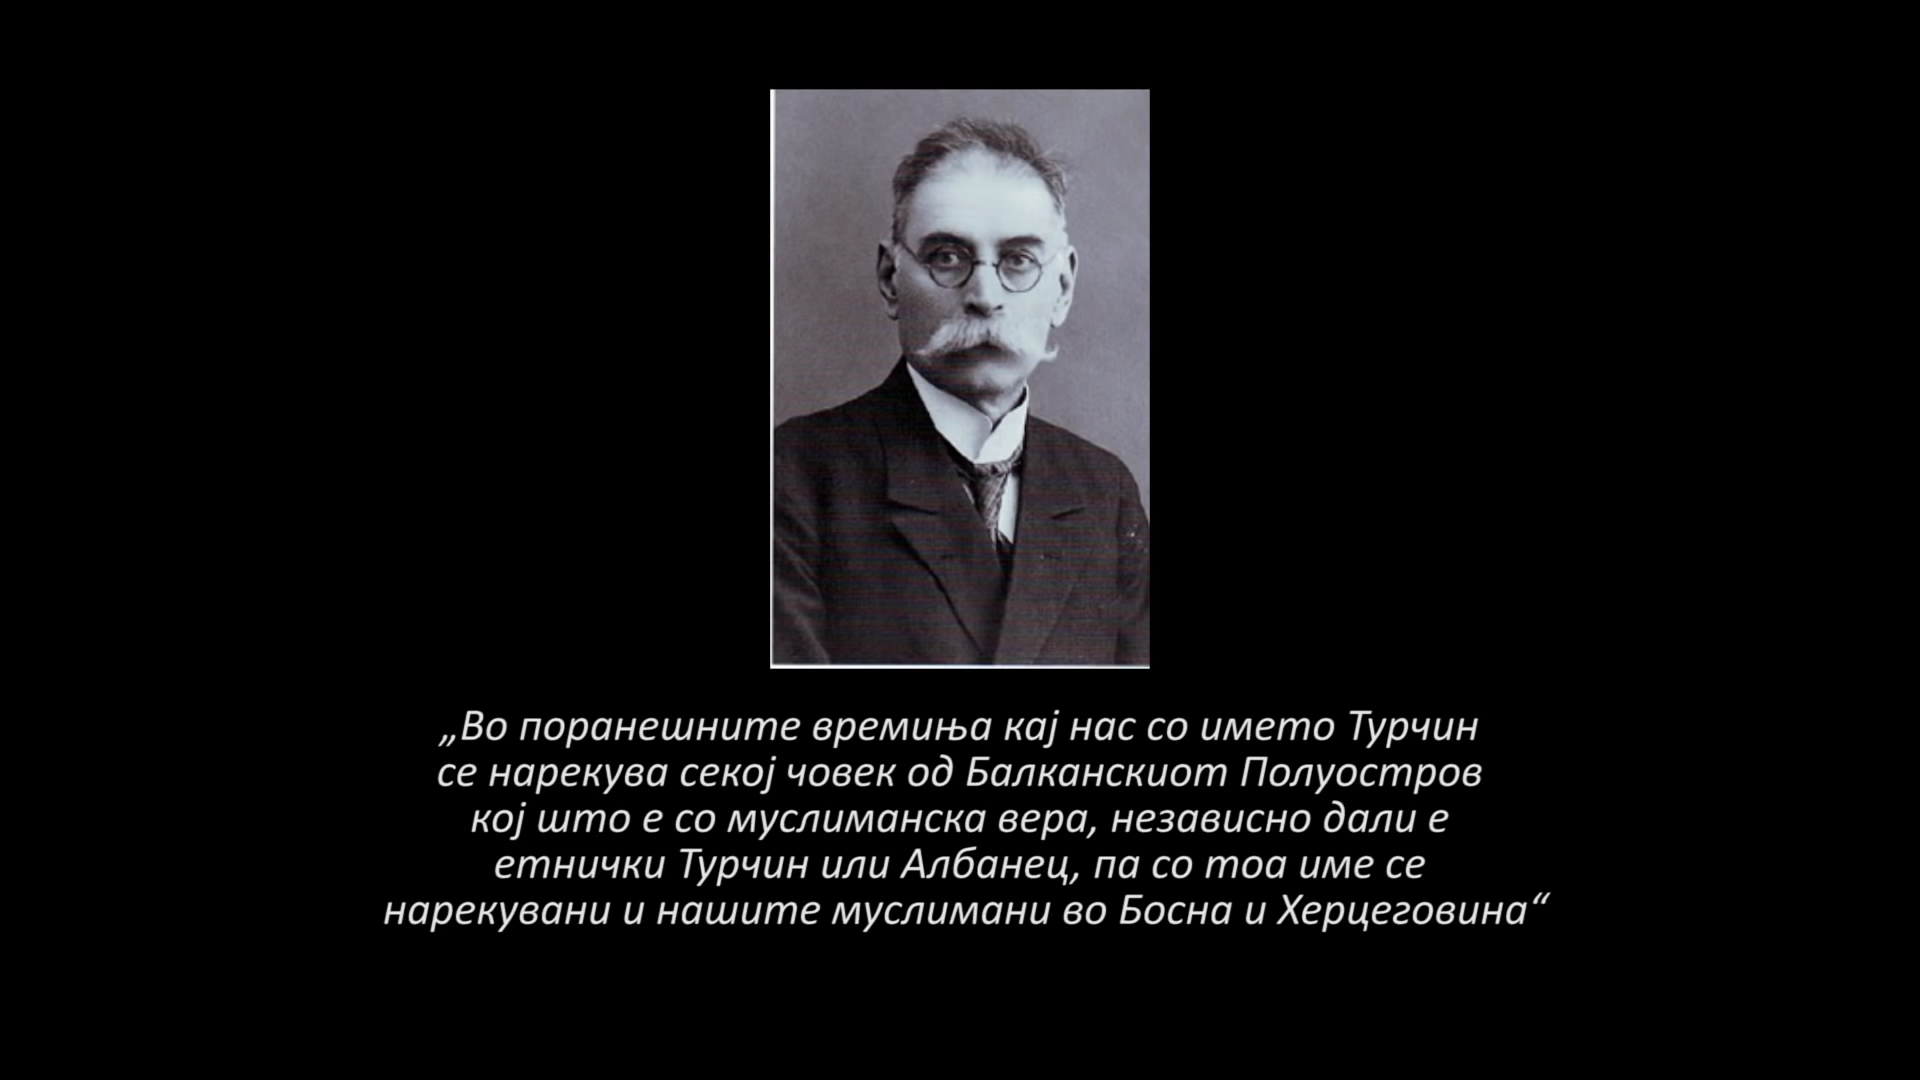 „Во поранешните времиња кај нас со името Турчин
се нарекува секој човек од Балканскиот Полуостров
кој што е со муслиманска вера, независно дали е
етнички Турчин или Албанец, па со тоа име се
нарекувани и нашите муслимани во Босна и Херцеговина“